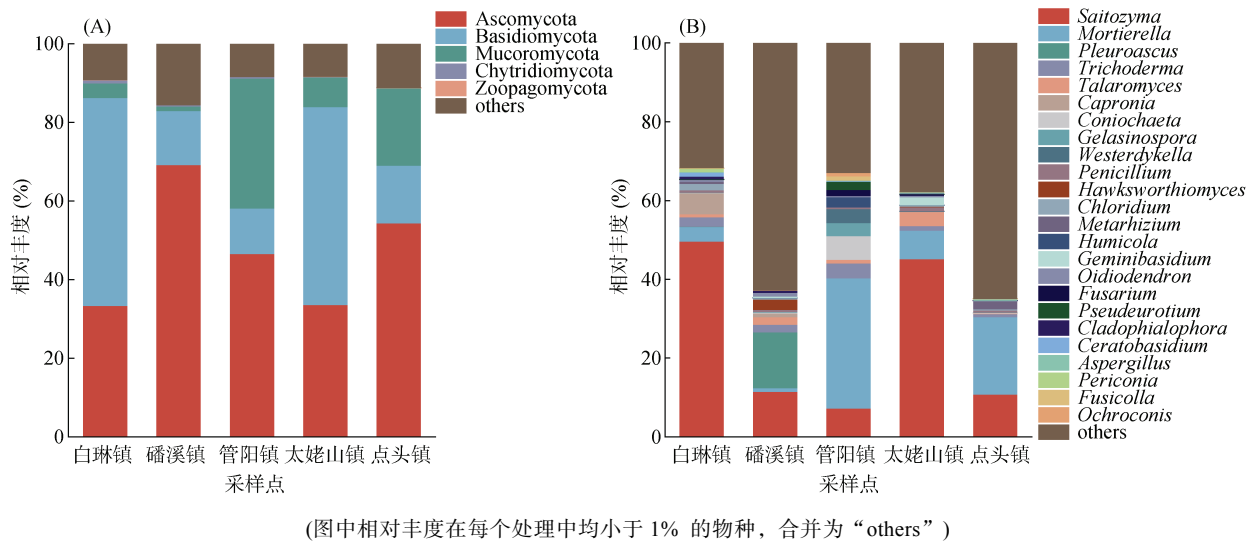 (A)
Ascomycota
Basidiomycota
Mucoromycota
Chytridiomycota
Zoopagomycota
others
100
80
60
40
20
0
相对丰度 (%)
白琳镇 磻溪镇 管阳镇 太姥山镇 点头镇
采样点
(B)
100
80
60
40
20
0
相对丰度 (%)
白琳镇 磻溪镇 管阳镇 太姥山镇 点头镇
采样点
Saitozyma
Mortierella
Pleuroascus
Trichoderma
Talaromyces
Capronia
Coniochaeta
Gelasinospora
Westerdykella
Penicillium
Hawksworthiomyces
Chloridium
Metarhizium
Humicola
Geminibasidium
Oidiodendron
Fusarium
Pseudeurotium
Cladophialophora
Ceratobasidium
Aspergillus
Periconia
Fusicolla
Ochroconis
others
(图中相对丰度在每个处理中均小于 1% 的物种，合并为“others”)